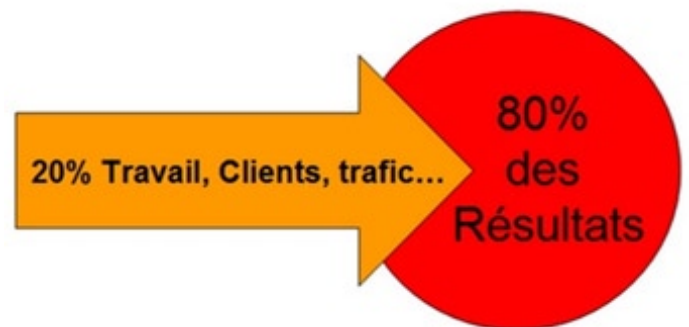 20% Travail, Clients, trafic...
80%
des
Résultats